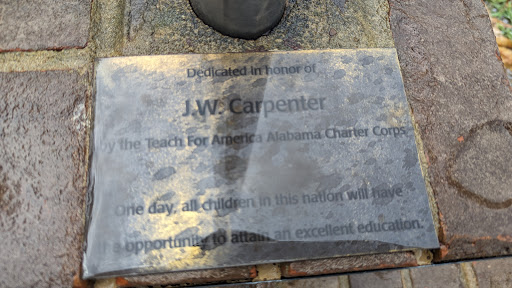 Dedicated in honor of
J.W. Carpenter
by the Teach For America Alabama Charter Corps
One day, all children in this nation will have
opportunity to attain an excellent education.